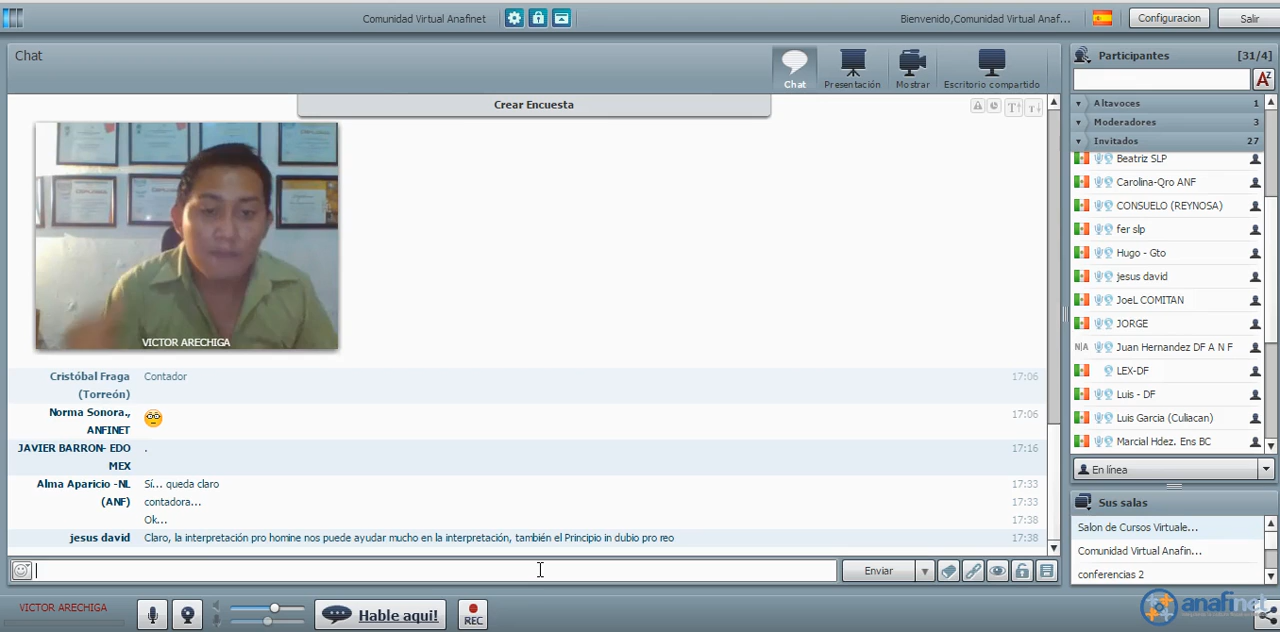 Comunidad Virtual Anafinet
Bienvenido,Comunidad Virtual Anaf...
Configuracion
Salir
Chat
Chat
Presentación
Mostrar
Escritorio compartido
Crear Encuesta
VICTOR ARECHIGA
Cristóbal Fraga (Torreón) Contador 17:06
Norma Sonora., ANFINET 17:06
JAVIER BARRON- EDO MEX . 17:16
Alma Aparicio -NL (ANF) Sí... queda claro 17:33
contadora... 17:33
Ok... 17:38
jesus david Claro, la interpretación pro homine nos puede ayudar mucho en la interpretación, también el Principio in dubio pro reo 17:38
Enviar
VICTOR ARECHIGA
Hable aqui!
REC
Participantes [31/4]
AZ
Altavoces 1
Moderadores 3
Invitados 27
Beatriz SLP
Carolina-Qro ANF
CONSUELO (REYNOSA)
fer slp
Hugo - Gto
jesus david
JoeL COMITAN
JORGE
N|A Juan Hernandez DF A N F
LEX-DF
Luis - DF
Luis Garcia (Culiacan)
Marcial Hdez. Ens BC
En línea
Sus salas
Salon de Cursos Virtuale...
Comunidad Virtual Anafin...
conferencias 2
anafinet